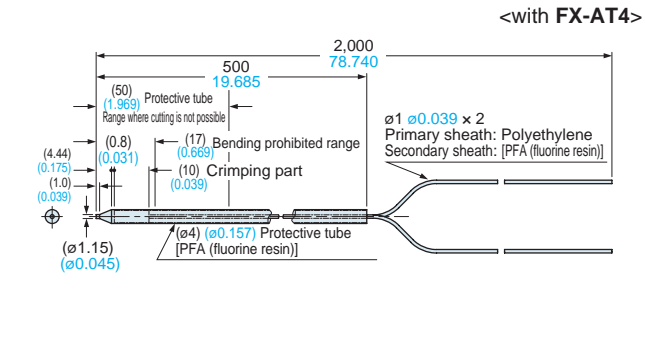 <with FX-AT4>
2,000
78.740
500
19.685
(50)
(1.969) Protective tube
Range where cutting is not possible
(4.44)
(0.175)
(0.8)
(0.031)
(17)
(0.669) Bending prohibited range
(10) Crimping part
(0.039)
(1.0)
(0.039)
ø1 ø0.039 × 2
Primary sheath: Polyethylene
Secondary sheath: [PFA (fluorine resin)]
(ø4) (ø0.157) Protective tube
[PFA (fluorine resin)]
(ø1.15)
(ø0.045)